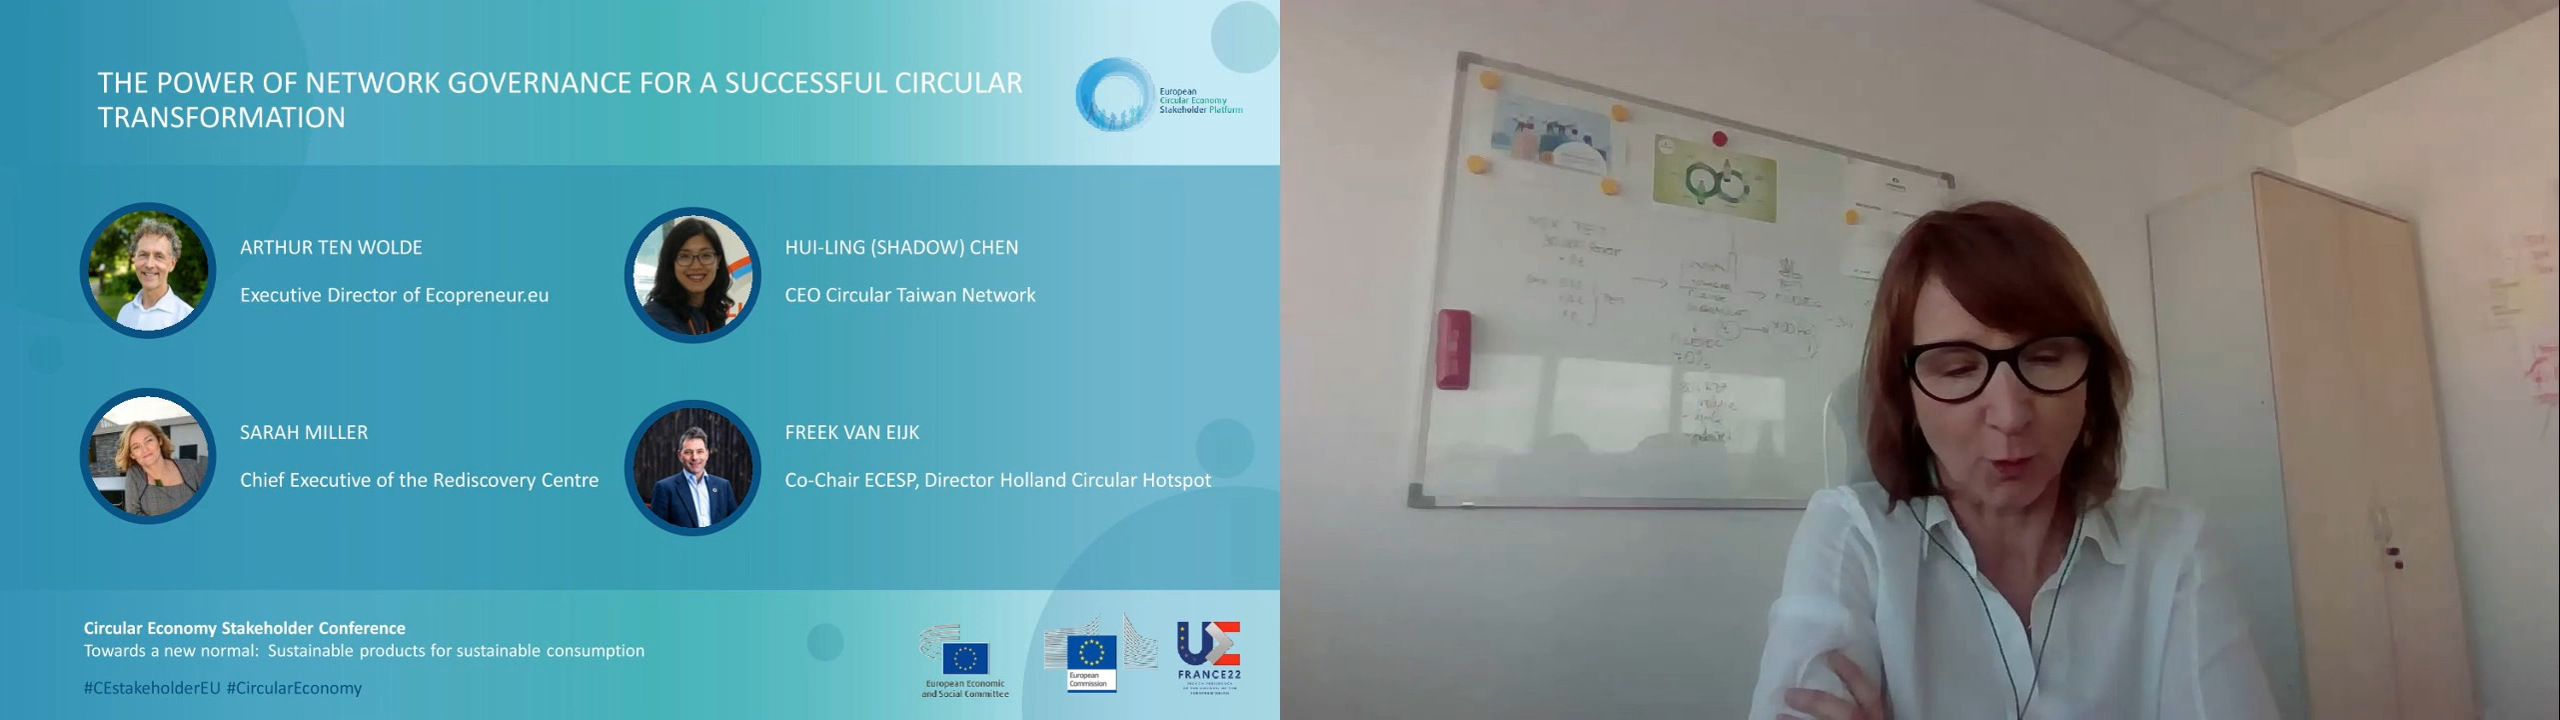 THE POWER OF NETWORK GOVERNANCE FOR A SUCCESSFUL CIRCULAR
TRANSFORMATION
European
Circular Economy
Stakeholder Platform
ARTHUR TEN WOLDE
Executive Director of Ecopreneur.eu
HUI-LING (SHADOW) CHEN
CEO Circular Taiwan Network
SARAH MILLER
Chief Executive of the Rediscovery Centre
FREEK VAN EIJK
Co-Chair ECESP, Director Holland Circular Hotspot
Circular Economy Stakeholder Conference
Towards a new normal: Sustainable products for sustainable consumption
#CEstakeholderEU #CircularEconomy
European Economic
and Social Committee
European
Commission
UE
FRANCE22